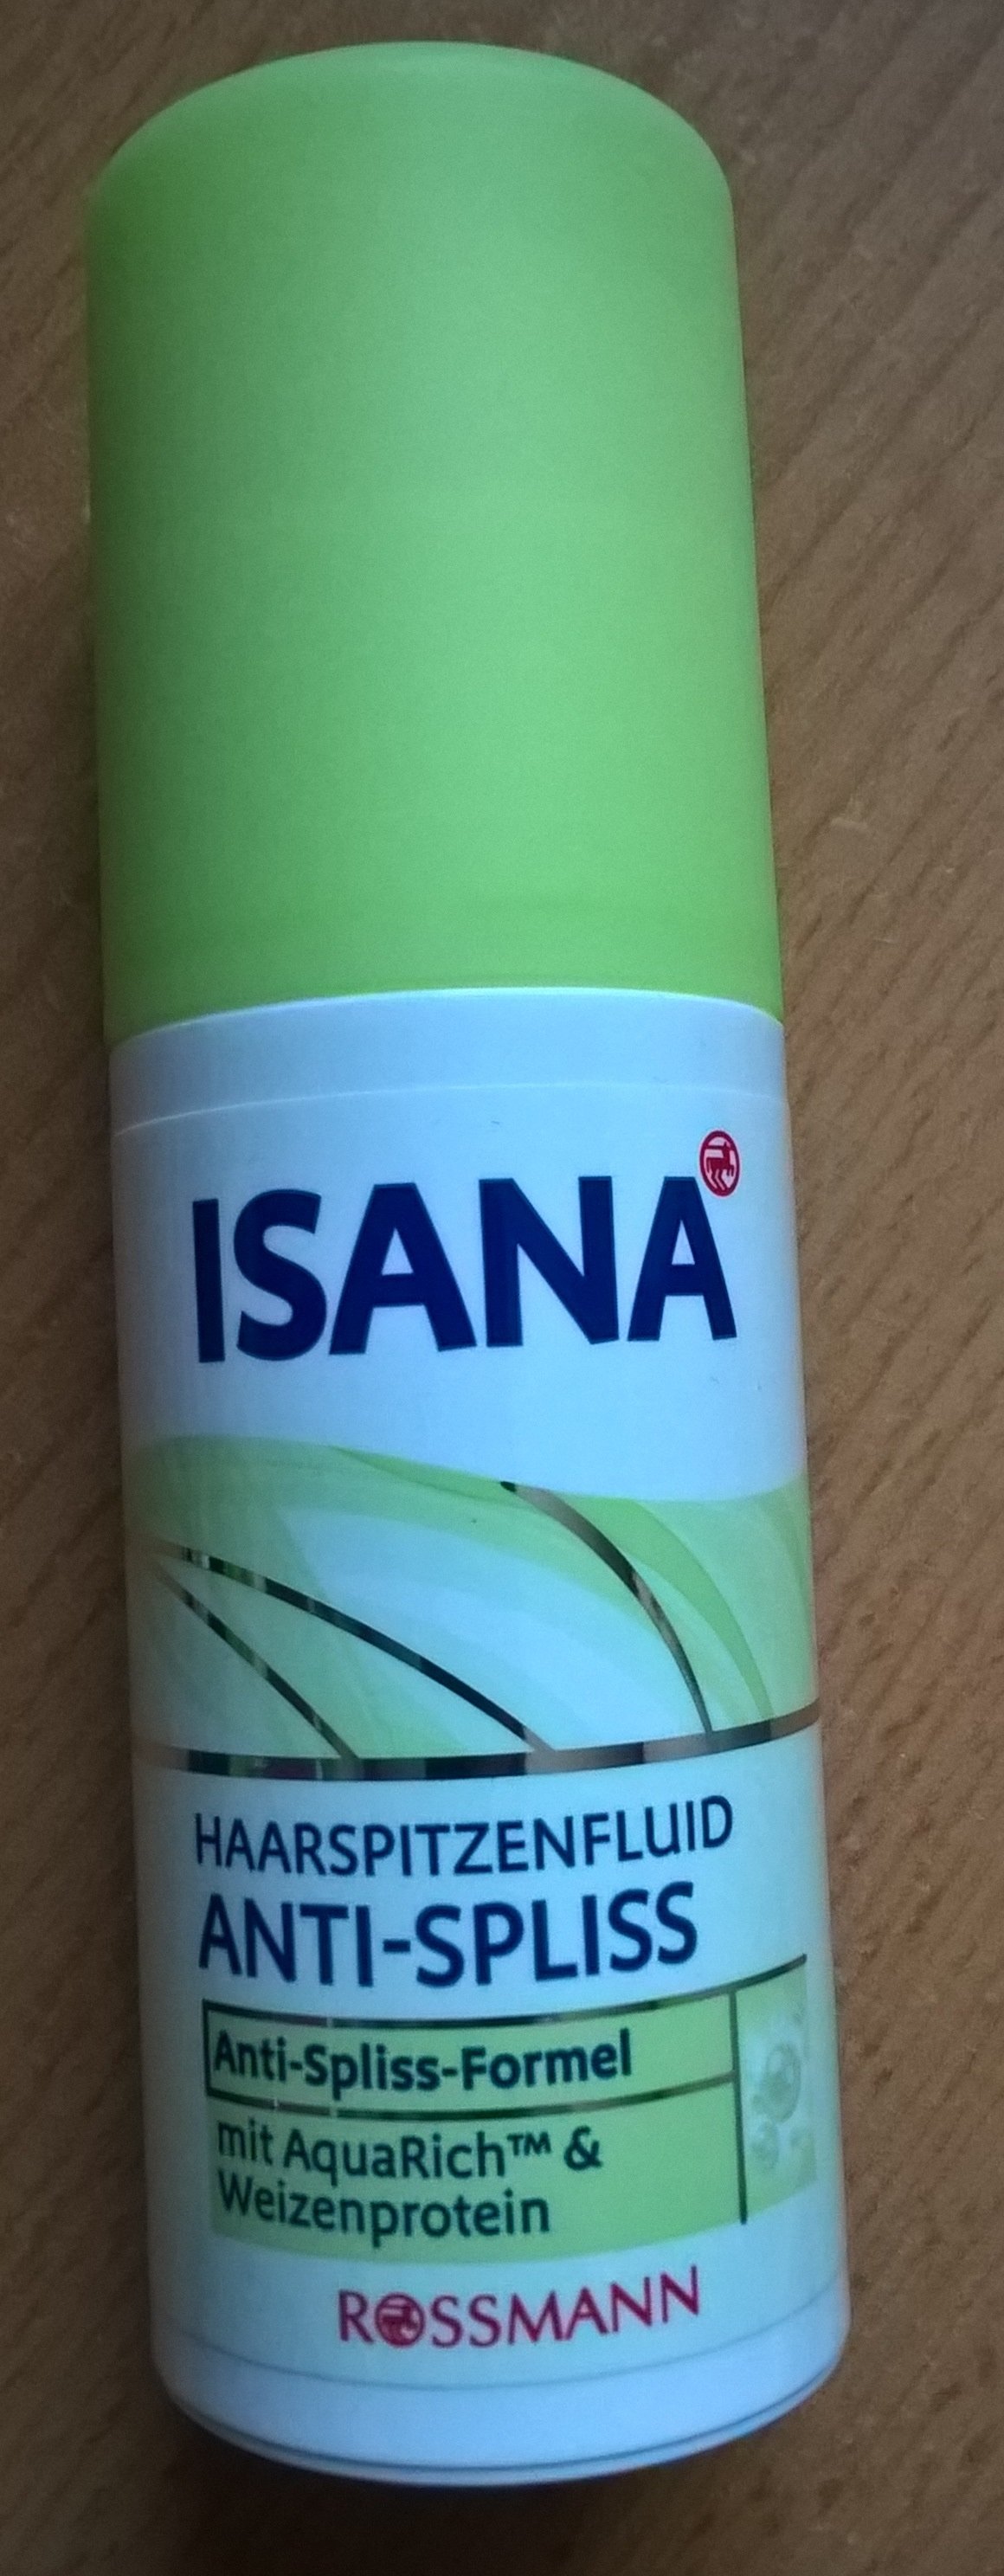 ISANA
HAARSPITZENFLUID
ANTI-SPLISS
Anti-Spliss-Formel
mit AquaRich™ &
Weizenprotein
ROSSMANN